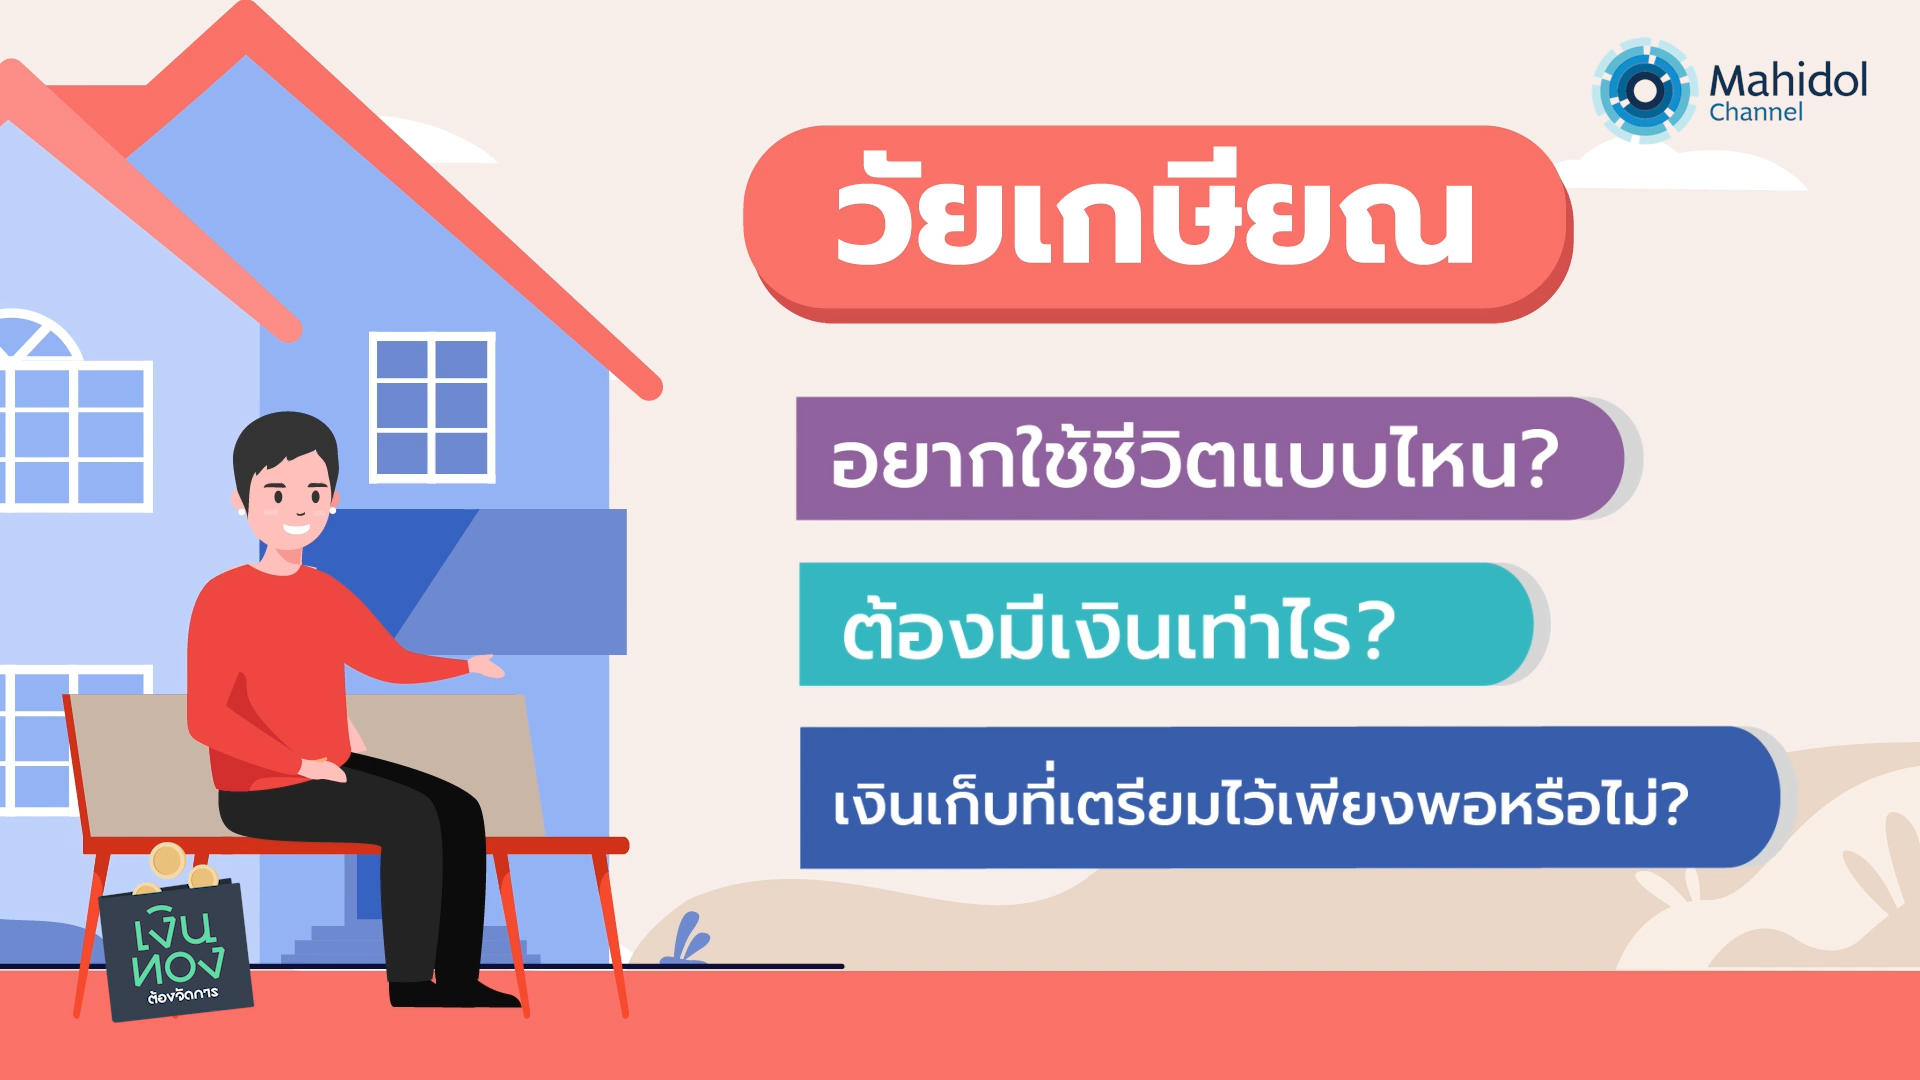 Mahidol
Channel
วัยเกษียณ
อยากใช้ชีวิตแบบไหน?
ต้องมีเงินเท่าไร?
เงินเก็บที่เตรียมไว้เพียงพอหรือไม่?
เงิน
ทอง
ต้องจัดการ